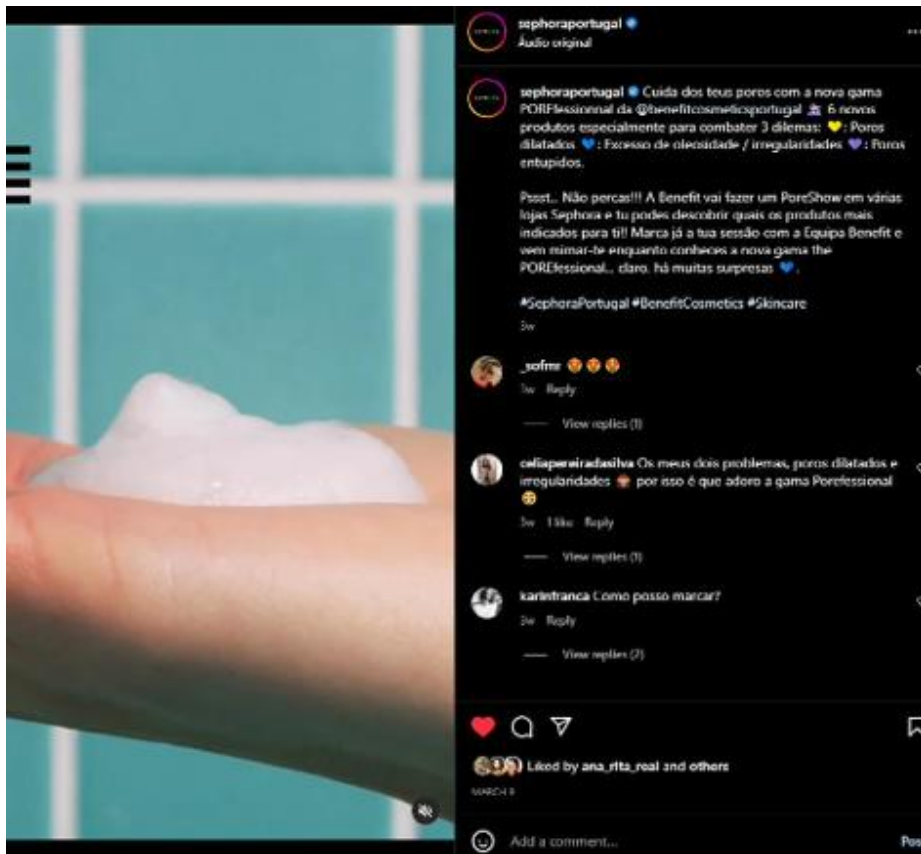 sephoraportugal
Áudio original
sephoraportugal Cuida dos teus poros com a nova gama
POREfessionnal da @benefitcosmeticsportugal 6 novos
produtos especialmente para combater 3 dilemas: 💛: Poros
dilatados 💙: Excesso de oleosidade / irregularidades 💜: Poros
entupidos.
Pssst... Não percas!!! A Benefit vai fazer um PoreShow em várias
lojas Sephora e tu podes descobrir quais os produtos mais
indicados para ti!! Marca já a tua sessão com a Equipa Benefit e
vem mimar-te enquanto conheces a nova gama the
POREfessional... claro, há muitas surpresas 💙.
#SephoraPortugal #BenefitCosmetics #Skincare
3w
_sofmr 😍😍😍
3w Reply
View replies (1)
celiapereiradasilva Os meus dois problemas, poros dilatados e
irregularidades por isso é que adoro a gama Porefessional
3w 1 like Reply
View replies (1)
karinfranca Como posso marcar?
3w Reply
View replies (2)
Liked by ana_rita_real and others
Add a comment...